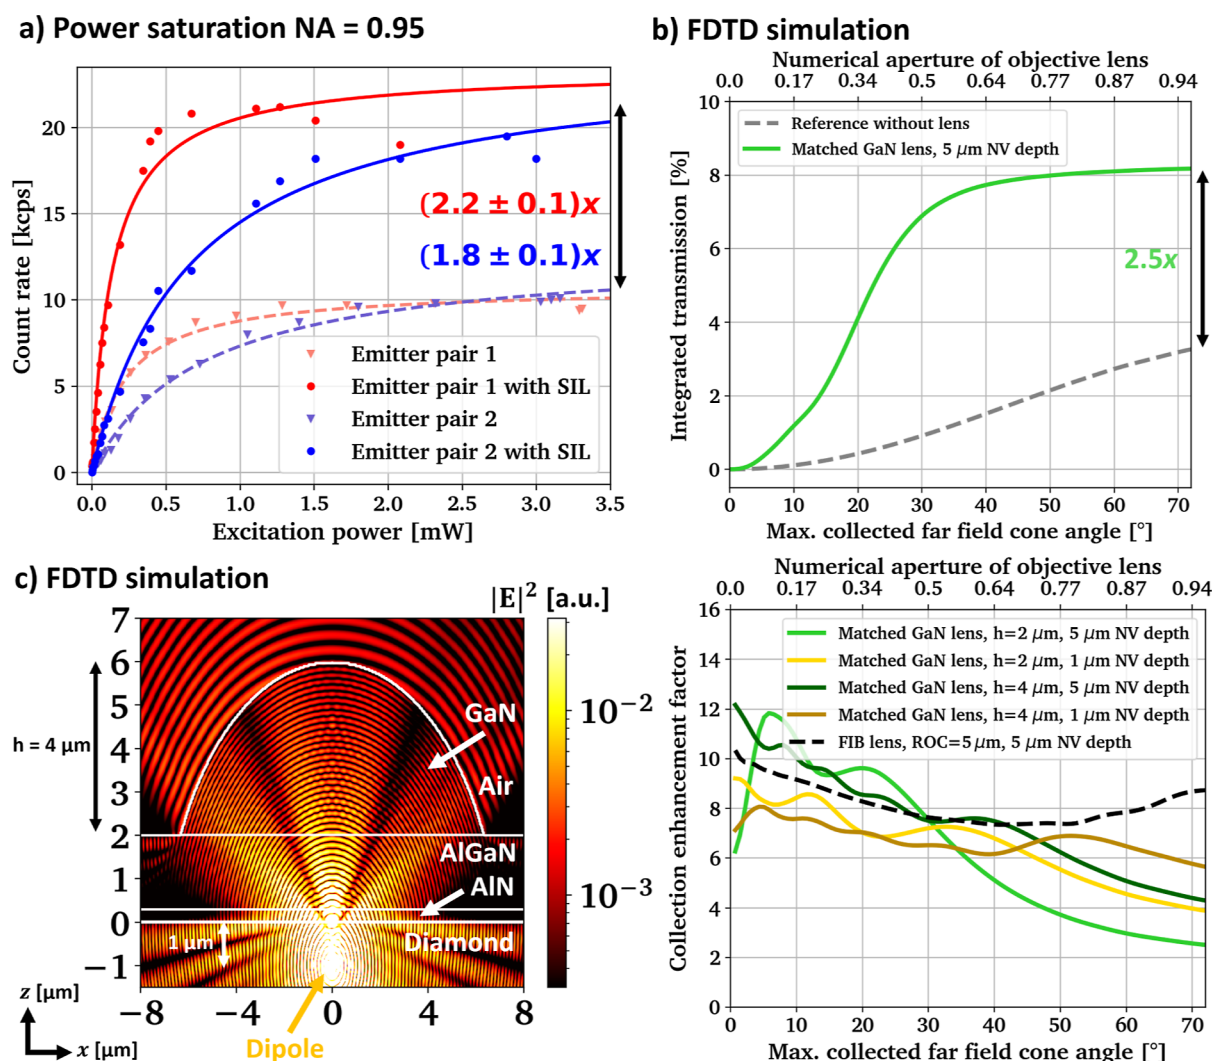 a) Power saturation NA = 0.95
20
15
10
5
0
Count rate [kcps]
0.0 0.5 1.0 1.5 2.0 2.5 3.0 3.5
Excitation power [mW]
(2.2 ± 0.1)x
(1.8 ± 0.1)x
Emitter pair 1
Emitter pair 1 with SIL
Emitter pair 2
Emitter pair 2 with SIL
b) FDTD simulation
Numerical aperture of objective lens
0.0 0.17 0.34 0.5 0.64 0.77 0.87 0.94
10
8
6
4
2
0
Integrated transmission [%]
Reference without lens
Matched GaN lens, 5 μm NV depth
2.5x
0 10 20 30 40 50 60 70
Max. collected far field cone angle [°]
c) FDTD simulation
|E|² [a.u.]
7
6
5
4
3
2
1
0
−1
h = 4 μm
GaN
Air
AlGaN
AlN
Diamond
1 μm
10⁻²
10⁻³
−8 −4 0 4 8
z [μm]
x [μm]
Dipole
Numerical aperture of objective lens
0.0 0.17 0.34 0.5 0.64 0.77 0.87 0.94
16
14
12
10
8
6
4
2
0
Collection enhancement factor
Matched GaN lens, h=2 μm, 5 μm NV depth
Matched GaN lens, h=2 μm, 1 μm NV depth
Matched GaN lens, h=4 μm, 5 μm NV depth
Matched GaN lens, h=4 μm, 1 μm NV depth
FIB lens, ROC=5 μm, 5 μm NV depth
0 10 20 30 40 50 60 70
Max. collected far field cone angle [°]